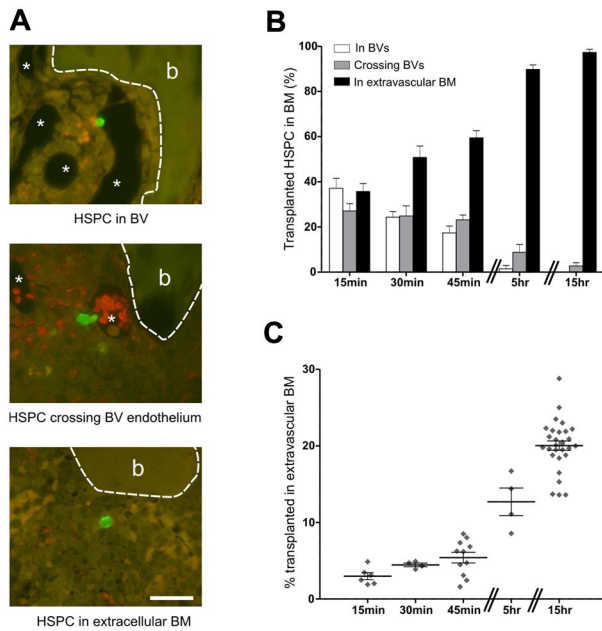 A
b
*
*
*
*
HSPC in BV
b
*
*
HSPC crossing BV endothelium
b
HSPC in extracellular BM
B
In BVs
Crossing BVs
In extravascular BM
Transplanted HSPC in BM (%)
100
80
60
40
20
0
15min 30min 45min 5hr 15hr
C
% transplanted in extravascular BM
30
20
10
0
15min 30min 45min 5hr 15hr